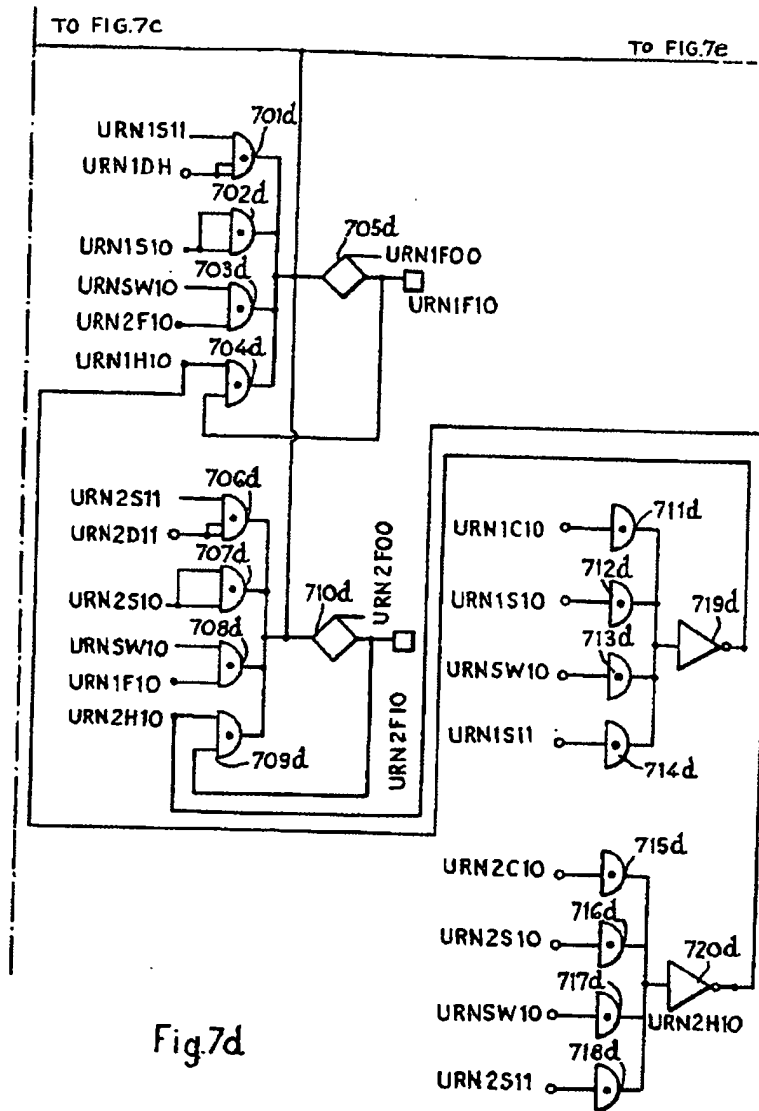 TO FIG.7c
TO FIG.7e
URN1S11
701d
URN1DH
702d
URN1S10
703d
705d
URN1F00
URNSW10
URN1F10
URN2F10
URN1H10
704d
URN2S11
706d
URN2D11
707d
URN2S10
710d
URN2F00
URNSW10
708d
URN1F10
URN2H10
709d
URN2F10
URN1C10
711d
URN1S10
712d
719d
URNSW10
713d
URN1S11
714d
URN2C10
715d
URN2S10
716d
720d
URNSW10
717d
URN2H10
URN2S11
718d
Fig.7d